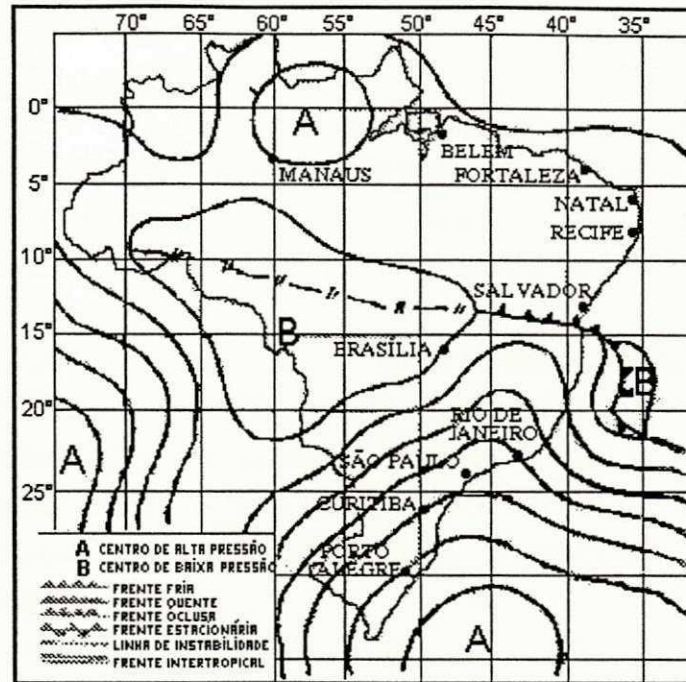 70° 65° 60° 55° 50° 45° 40° 35°
0°
A
BELEM
MANAUS
FORTALEZA
5°
NATAL
RECIFE
10°
SALVADOR
15°
B
BRASÍLIA
B
20°
RIO DE
JANEIRO
A
SÃO PAULO
25°
CURITIBA
A CENTRO DE ALTA PRESSÃO
B CENTRO DE BAIXA PRESSÃO
PORTO
ALEGRE
FRENTE FRIA
FRENTE QUENTE
FRENTE OCLUSA
FRENTE ESTACIONÁRIA
LINHA DE INSTABILIDADE
FRENTE INTERTROPICAL
A